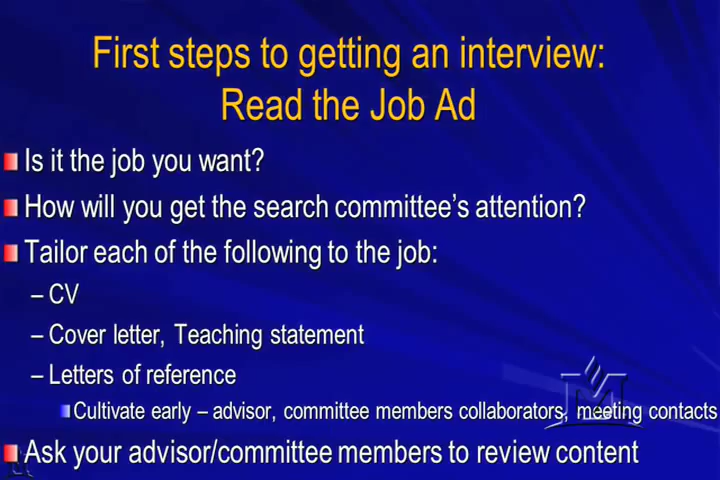 First steps to getting an interview:
Read the Job Ad
Is it the job you want?
How will you get the search committee's attention?
Tailor each of the following to the job:
– CV
– Cover letter, Teaching statement
– Letters of reference
Cultivate early – advisor, committee members collaborators, meeting contacts
Ask your advisor/committee members to review content
M